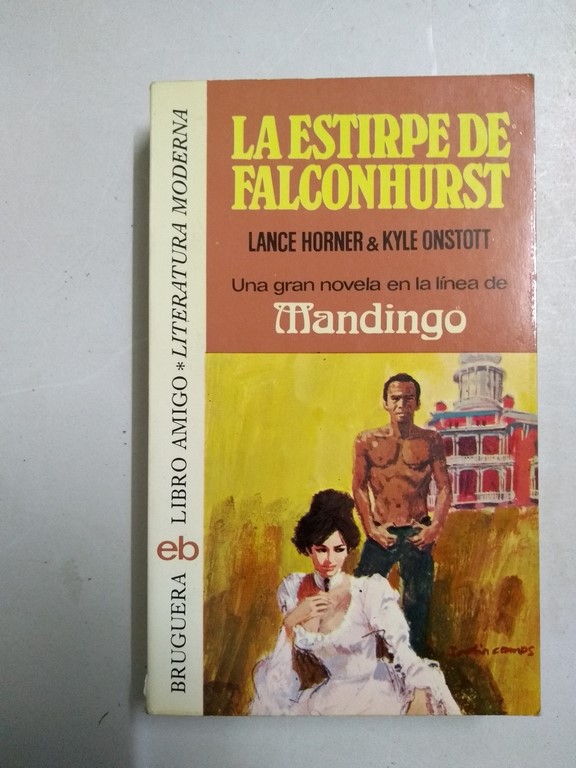 LA ESTIRPE DE
FALCONHURST
LANCE HORNER & KYLE ONSTOTT
Una gran novela en la línea de
Mandingo
BRUGUERA eb LIBRO AMIGO * LITERATURA MODERNA